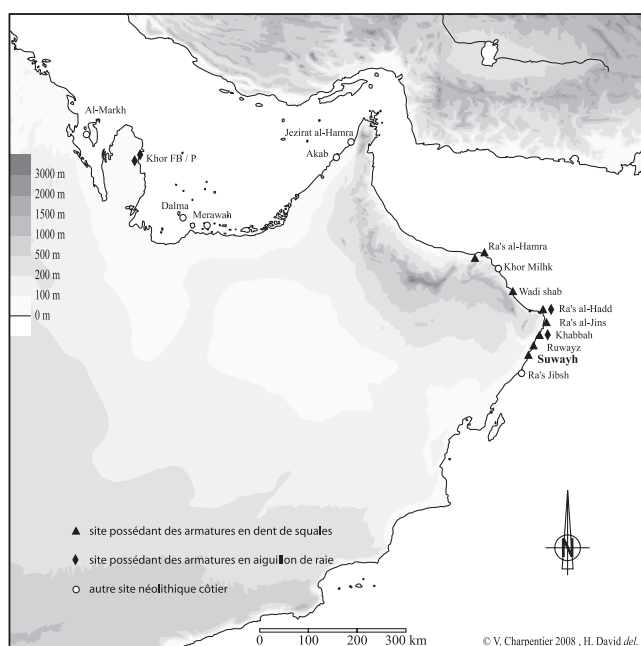 Al-Markh
Jezirat al-Hamra
Akab
Khor FB / P
3000 m
2000 m
1500 m
500 m
200 m
100 m
0 m
Dalma
Merawah
Ra's al-Hamra
Khor Milhk
Wadi shab
Ra's al-Hadd
Ra's al-Jins
Khabbah
Ruwayz
Suwayh
Ra's Jibsh
site possédant des armatures en dent de squales
site possédant des armatures en aiguillon de raie
autre site néolithique côtier
N
0 100 200 300 km
© V. Charpentier 2008 , H. David del.